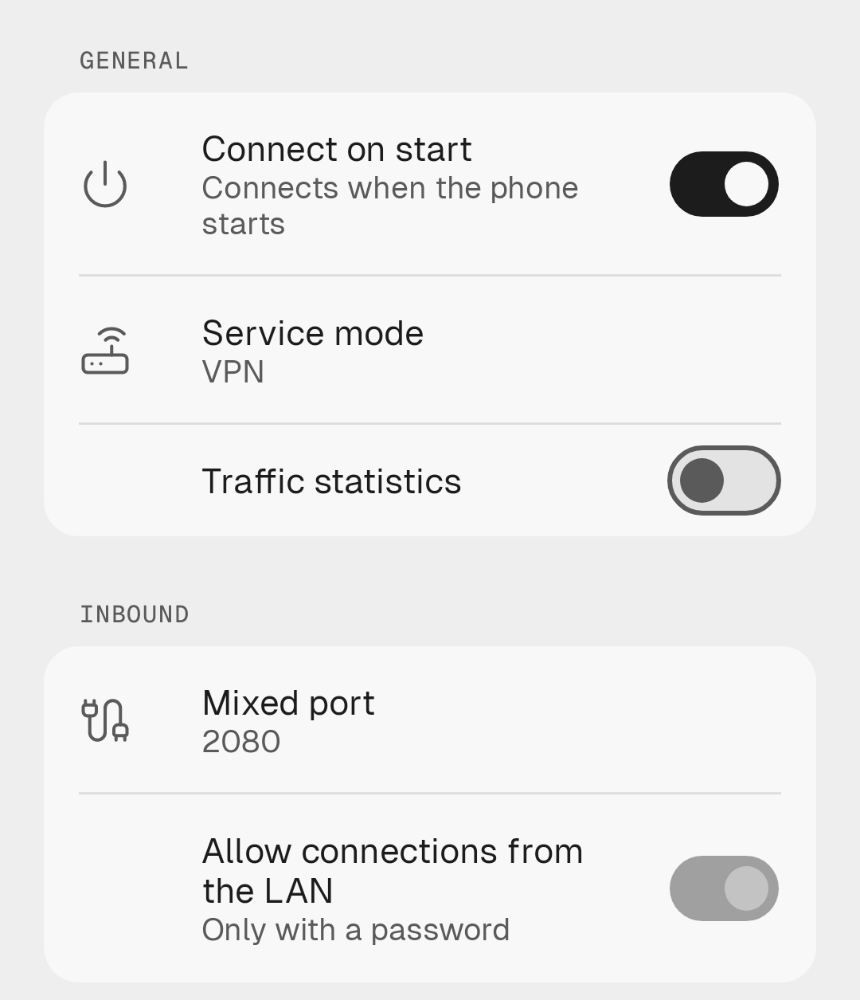 GENERAL
Connect on start
Connects when the phone
starts
Service mode
VPN
Traffic statistics
INBOUND
Mixed port
2080
Allow connections from
the LAN
Only with a password